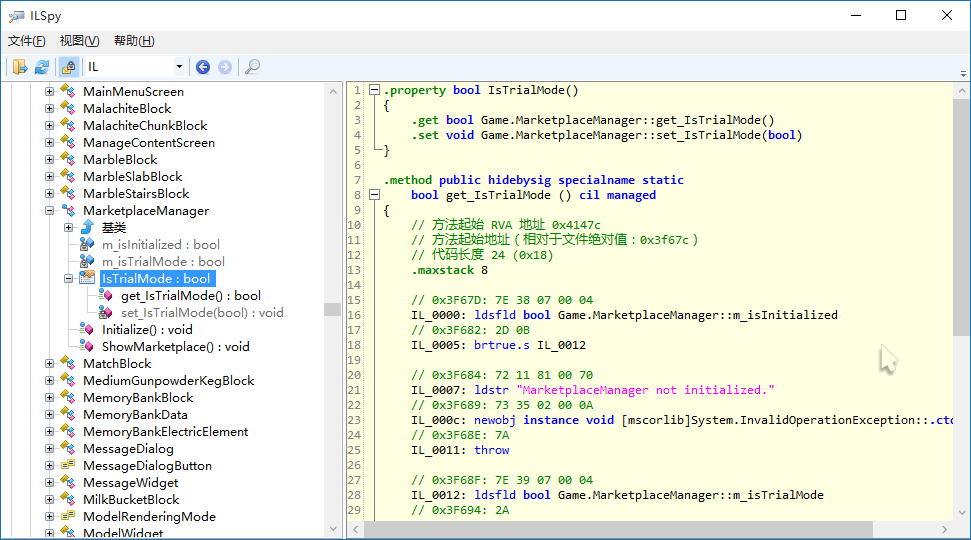 ILSpy
文件(F) 视图(V) 帮助(H)
IL
MainMenuScreen
MalachiteBlock
MalachiteChunkBlock
ManageContentScreen
MarbleBlock
MarbleSlabBlock
MarbleStairsBlock
MarketplaceManager
基类
m_isInitialized : bool
m_isTrialMode : bool
IsTrialMode : bool
get_IsTrialMode() : bool
set_IsTrialMode(bool) : void
Initialize() : void
ShowMarketplace() : void
MatchBlock
MediumGunpowderKegBlock
MemoryBankBlock
MemoryBankData
MemoryBankElectricElement
MessageDialog
MessageDialogButton
MessageWidget
MilkBucketBlock
ModelRenderingMode
ModelWidget
1 .property bool IsTrialMode()
2 {
3 .get bool Game.MarketplaceManager::get_IsTrialMode()
4 .set void Game.MarketplaceManager::set_IsTrialMode(bool)
5 }
6
7 .method public hidebysig specialname static
8 bool get_IsTrialMode () cil managed
9 {
10 // 方法起始 RVA 地址 0x4147c
11 // 方法起始地址（相对于文件绝对值：0x3f67c）
12 // 代码长度 24 (0x18)
13 .maxstack 8
14
15 // 0x3F67D: 7E 38 07 00 04
16 IL_0000: ldsfld bool Game.MarketplaceManager::m_isInitialized
17 // 0x3F682: 2D 0B
18 IL_0005: brtrue.s IL_0012
19
20 // 0x3F684: 72 11 81 00 70
21 IL_0007: ldstr "MarketplaceManager not initialized."
22 // 0x3F689: 73 35 02 00 0A
23 IL_000c: newobj instance void [mscorlib]System.InvalidOperationException::.ctc
24 // 0x3F68E: 7A
25 IL_0011: throw
26
27 // 0x3F68F: 7E 39 07 00 04
28 IL_0012: ldsfld bool Game.MarketplaceManager::m_isTrialMode
29 // 0x3F694: 2A